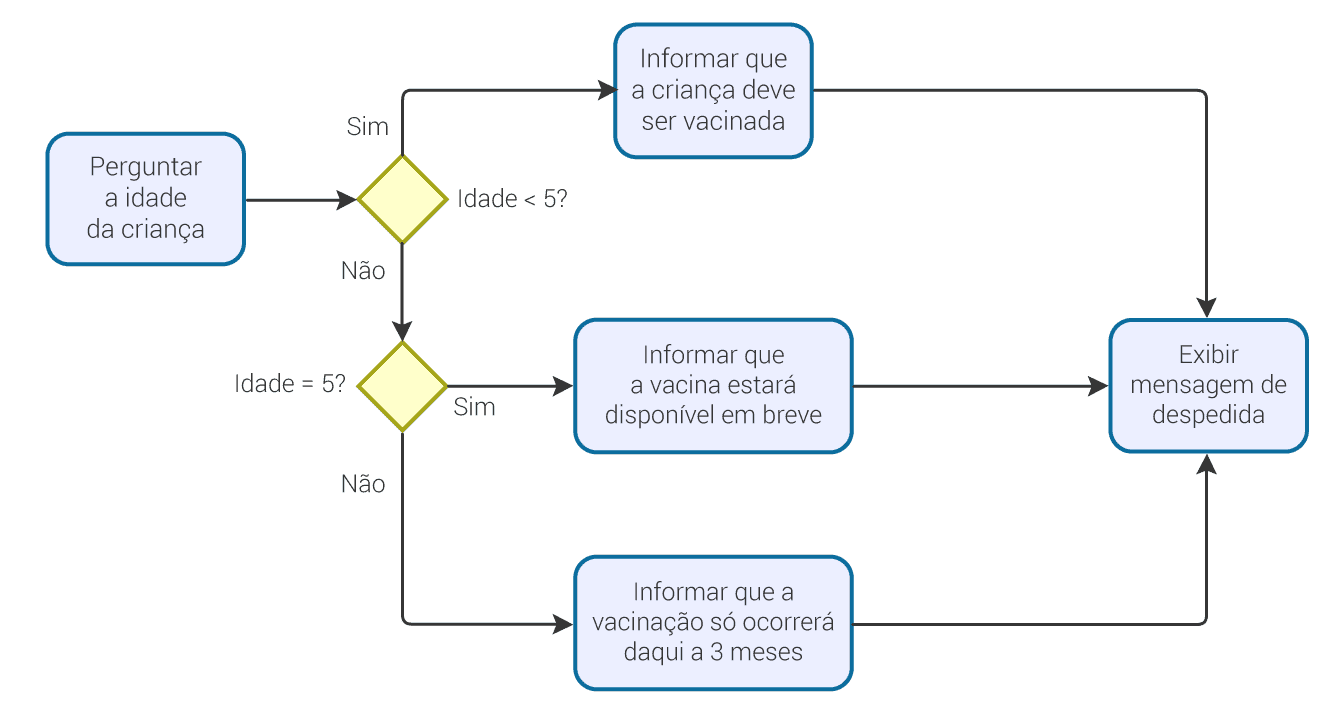 Perguntar
a idade
da criança
Sim
Idade < 5?
Não
Informar que
a criança deve
ser vacinada
Idade = 5?
Sim
Não
Informar que
a vacina estará
disponível em breve
Informar que a
vacinação só ocorrerá
daqui a 3 meses
Exibir
mensagem de
despedida